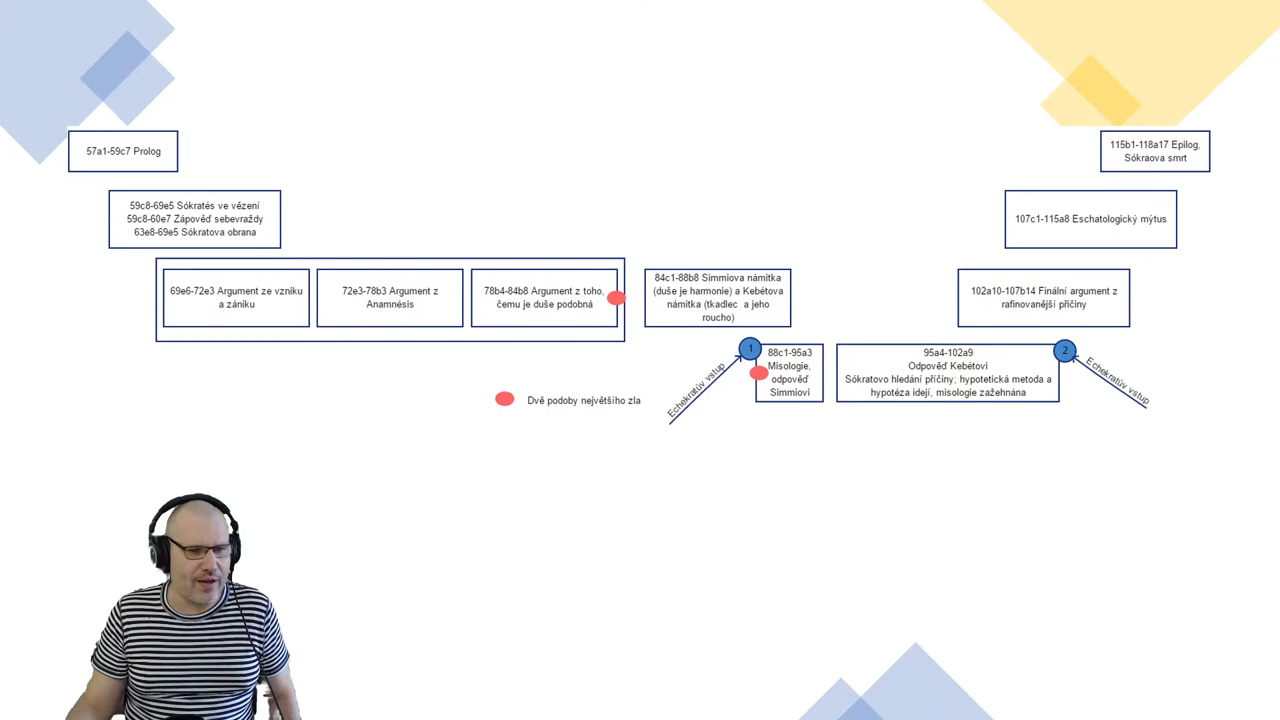 57a1-59c7 Prolog
115b1-118a17 Epilog,
Sókraova smrt
59c8-69e5 Sókratés ve vězení
59c8-60e7 Zápověď sebevraždy
63e8-69e5 Sókratova obrana
107c1-115a8 Eschatologický mýtus
69e6-72e3 Argument ze vzniku
a zániku
72e3-78b3 Argument z
Anamnésis
78b4-84b8 Argument z toho,
čemu je duše podobná
84c1-88b8 Simmiova námitka
(duše je harmonie) a Kebétova
námitka (tkadlec a jeho
roucho)
102a10-107b14 Finální argument z
rafinovanější příčiny
1
88c1-95a3
Misologie,
odpověď
Simmiovi
95a4-102a9
Odpověď Kebétovi
Sókratovo hledání příčiny; hypotetická metoda a
hypotéza idejí, misologie zažehnána
2
Echekratův vstup
Echekratův vstup
Dvě podoby největšího zla